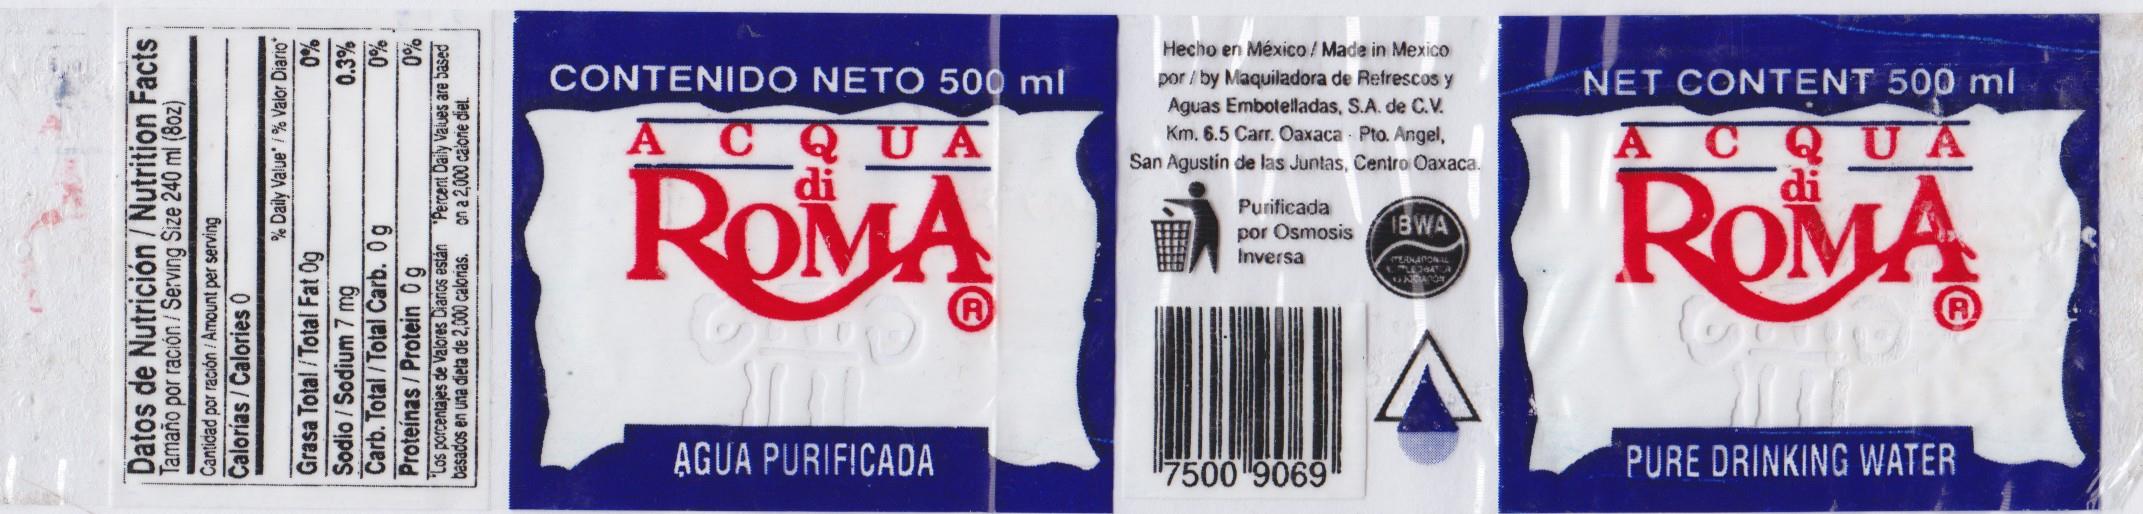 Datos de Nutrición / Nutrition Facts
Tamaño por ración / Serving Size 240 ml (8oz)
Cantidad por ración / Amount per serving
Calorías / Calories 0
% Daily Value* / % Valor Diario*
Grasa Total / Total Fat 0g 0%
Sodio / Sodium 7 mg 0.3%
Carb. Total / Total Carb. 0 g 0%
Proteínas / Protein 0 g 0%
*Los porcentajes de Valores Diarios están
basados en una dieta de 2,000 calorías.
*Percent Daily Values are based
on a 2,000 calorie diet.
CONTENIDO NETO 500 ml
ACQUA
di
ROMA
®
AGUA PURIFICADA
Hecho en México / Made in Mexico
por / by Maquiladora de Refrescos y
Aguas Embotelladas, S.A. de C.V.
Km. 6.5 Carr. Oaxaca - Pto. Angel,
San Agustín de las Juntas, Centro Oaxaca.
Purificada
por Osmosis
Inversa
IBWA
7500 9069
NET CONTENT 500 ml
ACQUA
di
ROMA
®
PURE DRINKING WATER